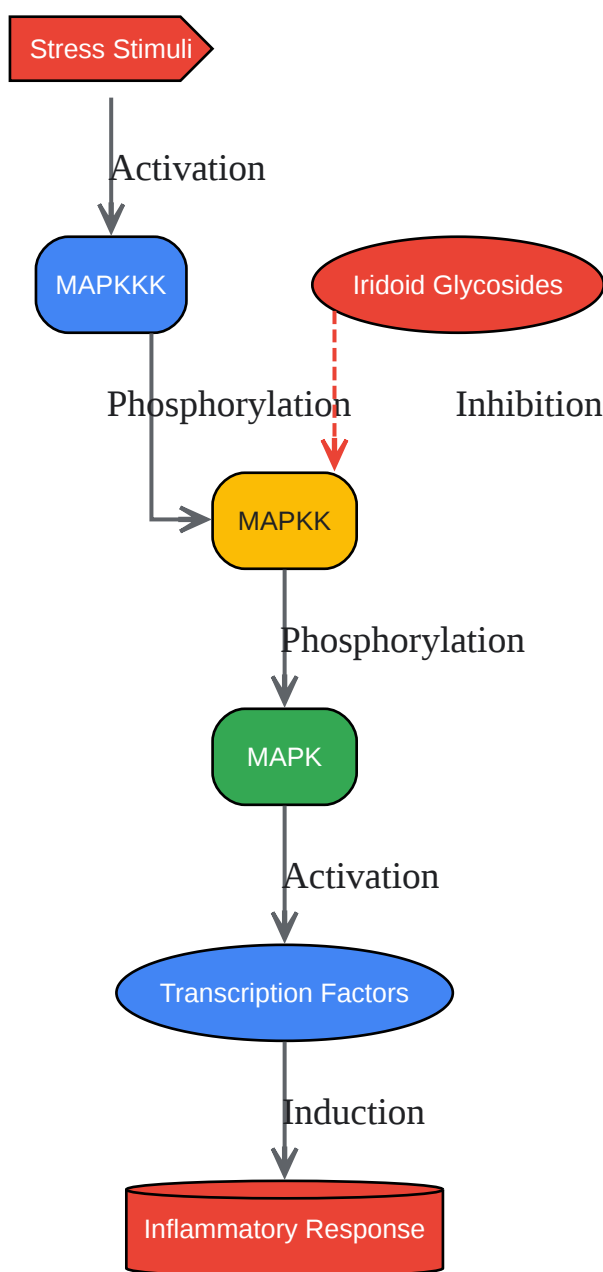 Stress Stimuli
Activation
MAPKKK
Iridoid Glycosides
Phosphorylation
Inhibition
MAPKK
Phosphorylation
MAPK
Activation
Transcription Factors
Induction
Inflammatory Response